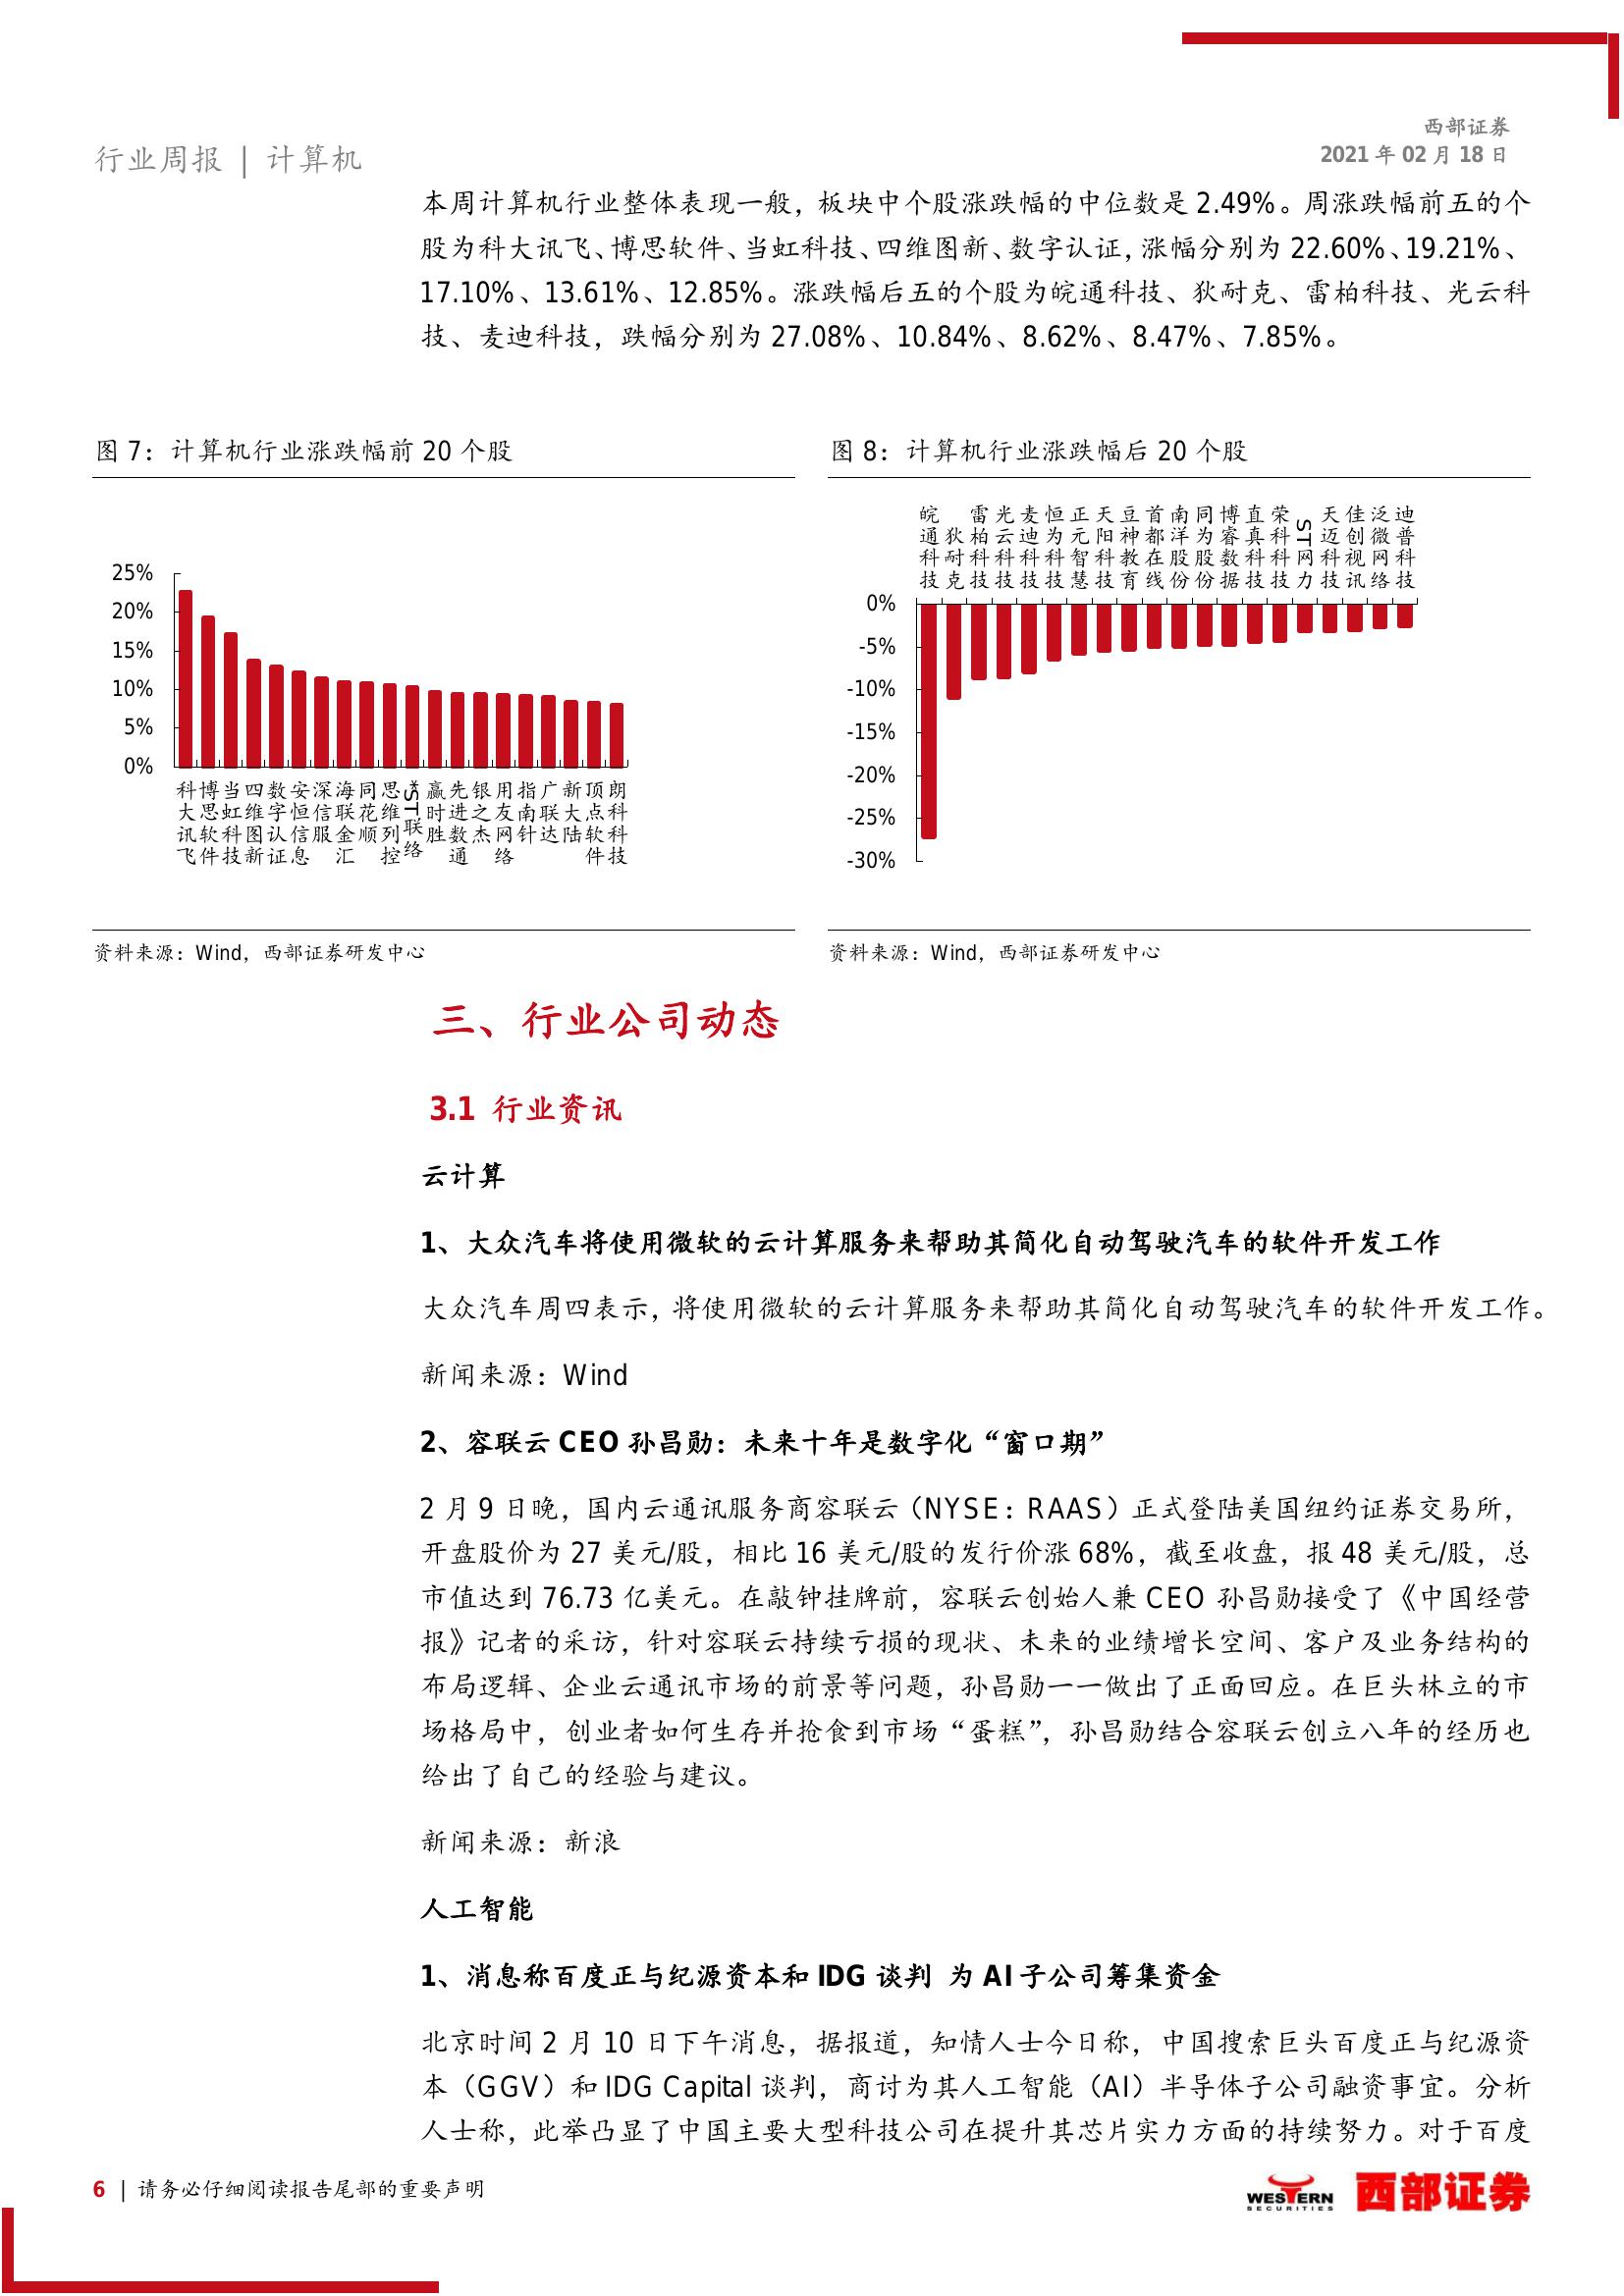 西部证券
2021 年 02 月 18 日
行业周报 | 计算机
本周计算机行业整体表现一般，板块中个股涨跌幅的中位数是 2.49%。周涨跌幅前五的个
股为科大讯飞、博思软件、当虹科技、四维图新、数字认证，涨幅分别为 22.60%、19.21%、
17.10%、13.61%、12.85%。涨跌幅后五的个股为皖通科技、狄耐克、雷柏科技、光云科
技、麦迪科技，跌幅分别为 27.08%、10.84%、8.62%、8.47%、7.85%。
图 7：计算机行业涨跌幅前 20 个股
25%
20%
15%
10%
5%
0%
科大讯飞
博思软件
当虹科技
四维图新
数字认证
安恒信息
深信服
海联金汇
同花顺
思维列控
*ST联络
赢时胜
先进数通
银之杰
用友网络
指南针
广联达
新大陆
顶点软件
朗科科技
资料来源：Wind，西部证券研发中心
图 8：计算机行业涨跌幅后 20 个股
皖通科技
狄耐克
雷柏科技
光云科技
麦迪科技
恒为科技
正元智慧
天阳科技
豆神教育
首都在线
南洋股份
同为股份
博睿数据
直真科技
荣科科技
ST网力
天迈科技
佳创视讯
泛微网络
迪普科技
0%
-5%
-10%
-15%
-20%
-25%
-30%
资料来源：Wind，西部证券研发中心
三、行业公司动态
3.1 行业资讯
云计算
1、大众汽车将使用微软的云计算服务来帮助其简化自动驾驶汽车的软件开发工作
大众汽车周四表示，将使用微软的云计算服务来帮助其简化自动驾驶汽车的软件开发工作。
新闻来源：Wind
2、容联云 CEO 孙昌勋：未来十年是数字化“窗口期”
2 月 9 日晚，国内云通讯服务商容联云（NYSE：RAAS）正式登陆美国纽约证券交易所，
开盘股价为 27 美元/股，相比 16 美元/股的发行价涨 68%，截至收盘，报 48 美元/股，总
市值达到 76.73 亿美元。在敲钟挂牌前，容联云创始人兼 CEO 孙昌勋接受了《中国经营
报》记者的采访，针对容联云持续亏损的现状、未来的业绩增长空间、客户及业务结构的
布局逻辑、企业云通讯市场的前景等问题，孙昌勋一一做出了正面回应。在巨头林立的市
场格局中，创业者如何生存并抢食到市场“蛋糕”，孙昌勋结合容联云创立八年的经历也
给出了自己的经验与建议。
新闻来源：新浪
人工智能
1、消息称百度正与纪源资本和 IDG 谈判 为 AI 子公司筹集资金
北京时间 2 月 10 日下午消息，据报道，知情人士今日称，中国搜索巨头百度正与纪源资
本（GGV）和 IDG Capital 谈判，商讨为其人工智能（AI）半导体子公司融资事宜。分析
人士称，此举凸显了中国主要大型科技公司在提升其芯片实力方面的持续努力。对于百度
6 | 请务必仔细阅读报告尾部的重要声明
WESTERN
SECURITIES
西部证券